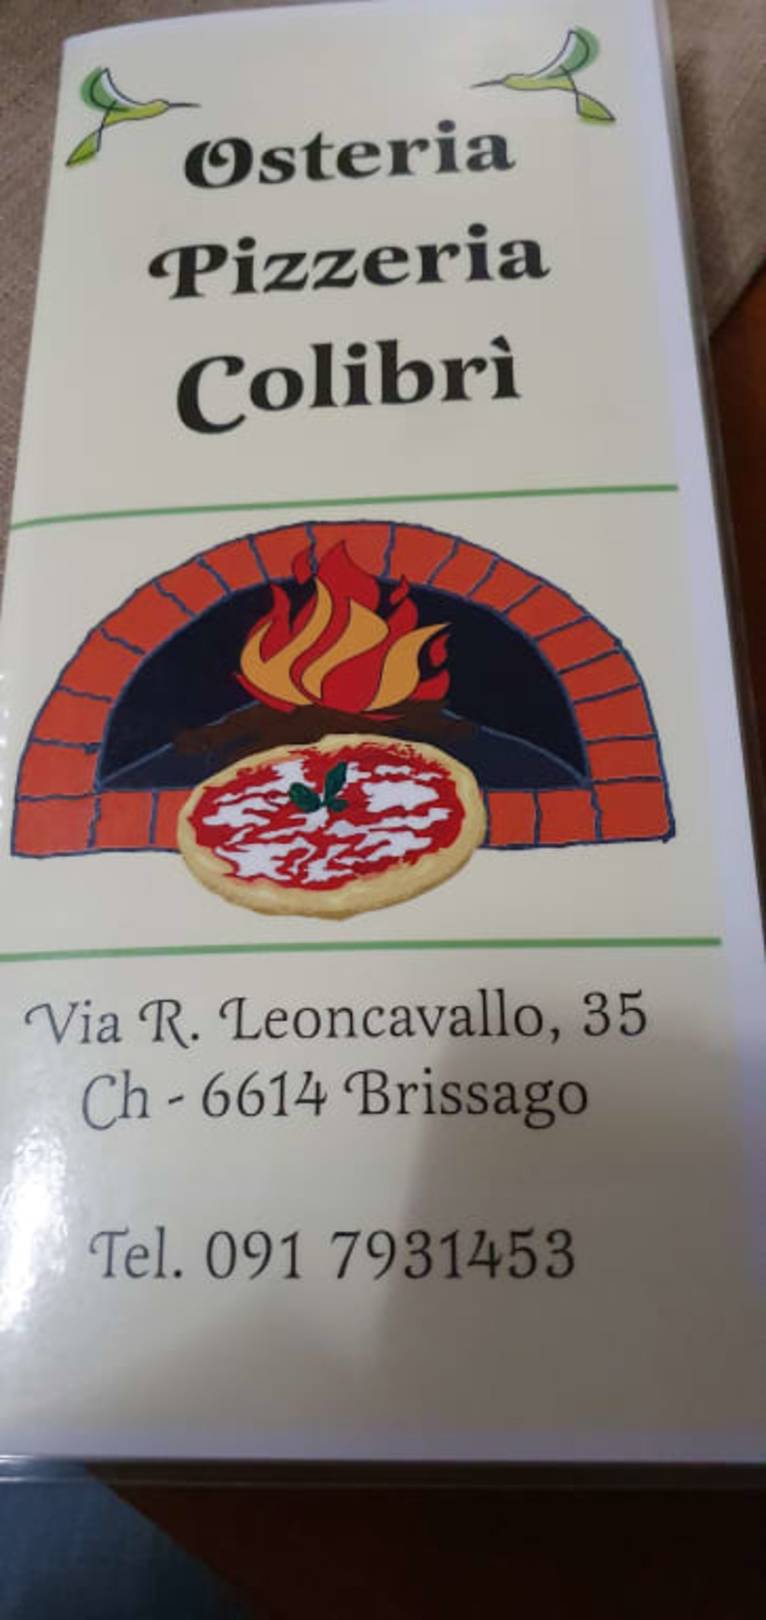 Osteria
Pizzeria
Colibrì
Via R. Leoncavallo, 35
Ch - 6614 Brissago
Tel. 091 7931453